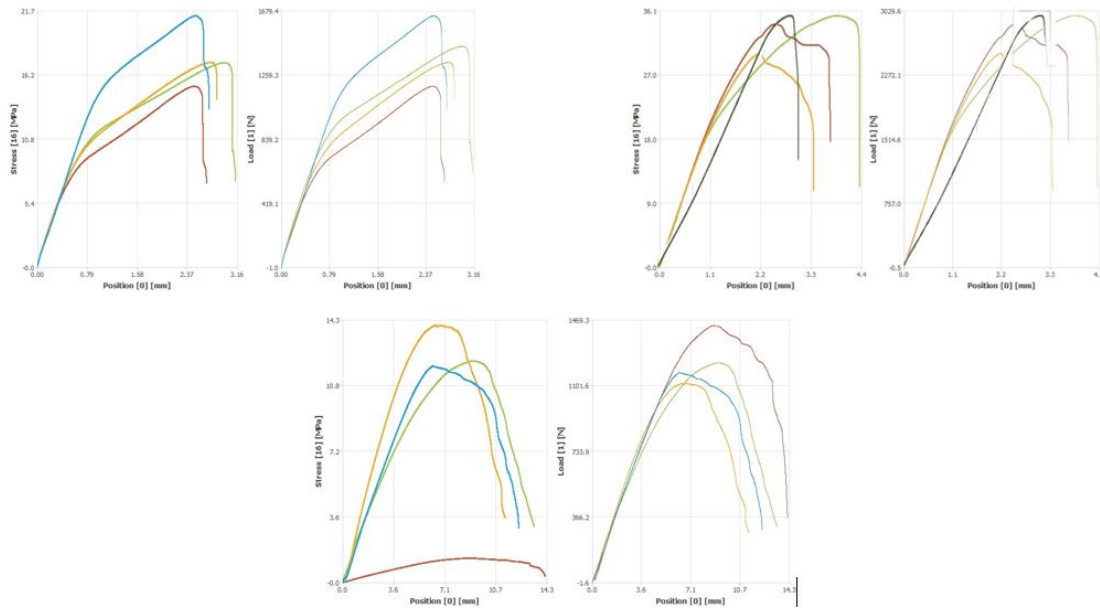 21.7
16.2
10.8
5.4
-0.0
Stress [16] [MPa]
0.00 0.79 1.58 2.37 3.16
Position [0] [mm]
1679.4
1259.3
839.2
419.1
-1.0
Load [1] [N]
0.00 0.79 1.58 2.37 3.16
Position [0] [mm]
36.1
27.0
18.0
9.0
-0.0
Stress [16] [MPa]
0.0 1.1 2.2 3.3 4.4
Position [0] [mm]
3029.6
2272.1
1514.6
757.0
-0.5
Load [1] [N]
0.0 1.1 2.2 3.3 4.4
Position [0] [mm]
14.3
10.8
7.2
3.6
-0.0
Stress [16] [MPa]
0.0 3.6 7.1 10.7 14.3
Position [0] [mm]
1469.3
1101.6
733.9
366.2
-1.6
Load [1] [N]
0.0 3.6 7.1 10.7 14.3
Position [0] [mm]